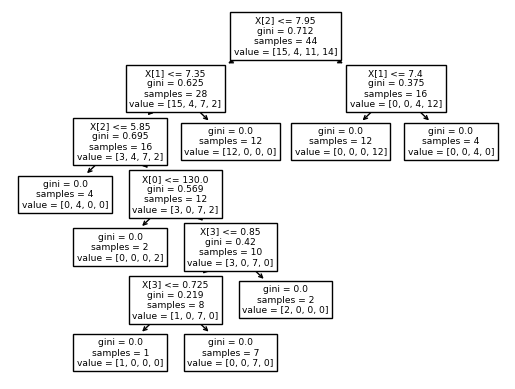 X[2] <= 7.95
gini = 0.712
samples = 44
value = [15, 4, 11, 14]
X[1] <= 7.35
gini = 0.625
samples = 28
value = [15, 4, 7, 2]
X[1] <= 7.4
gini = 0.375
samples = 16
value = [0, 0, 4, 12]
X[2] <= 5.85
gini = 0.695
samples = 16
value = [3, 4, 7, 2]
gini = 0.0
samples = 12
value = [12, 0, 0, 0]
gini = 0.0
samples = 12
value = [0, 0, 0, 12]
gini = 0.0
samples = 4
value = [0, 0, 4, 0]
gini = 0.0
samples = 4
value = [0, 4, 0, 0]
X[0] <= 130.0
gini = 0.569
samples = 12
value = [3, 0, 7, 2]
gini = 0.0
samples = 2
value = [0, 0, 0, 2]
X[3] <= 0.85
gini = 0.42
samples = 10
value = [3, 0, 7, 0]
X[3] <= 0.725
gini = 0.219
samples = 8
value = [1, 0, 7, 0]
gini = 0.0
samples = 2
value = [2, 0, 0, 0]
gini = 0.0
samples = 1
value = [1, 0, 0, 0]
gini = 0.0
samples = 7
value = [0, 0, 7, 0]